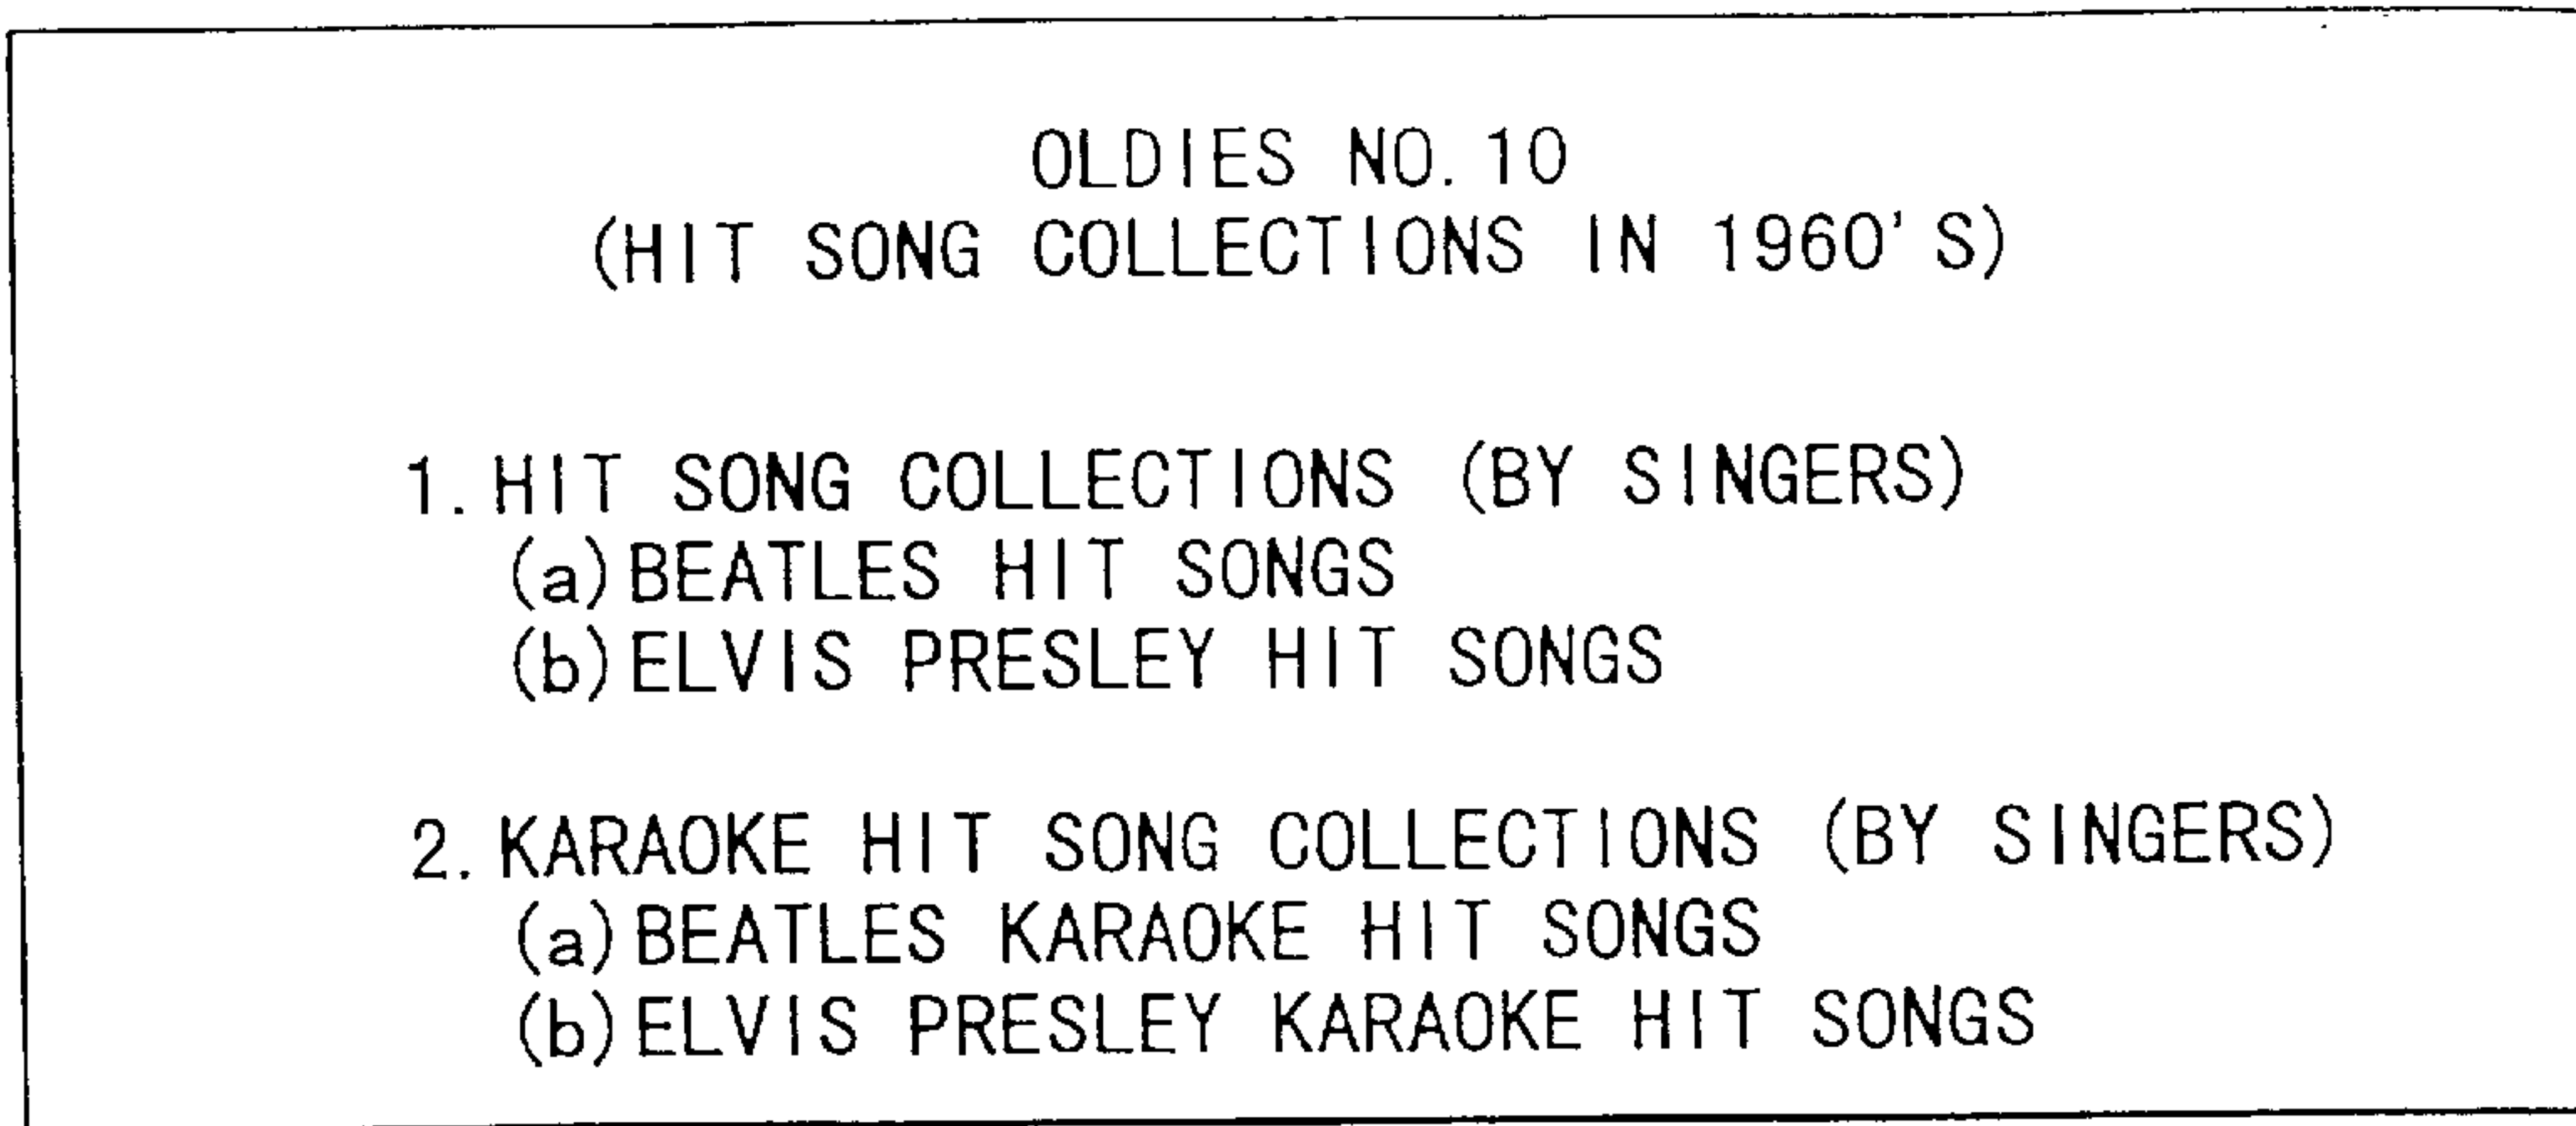 OLDIES NO.10
(HIT SONG COLLECTIONS IN 1960'S)
1.HIT SONG COLLECTIONS (BY SINGERS)
(a)BEATLES HIT SONGS
(b)ELVIS PRESLEY HIT SONGS
2.KARAOKE HIT SONG COLLECTIONS (BY SINGERS)
(a)BEATLES KARAOKE HIT SONGS
(b)ELVIS PRESLEY KARAOKE HIT SONGS